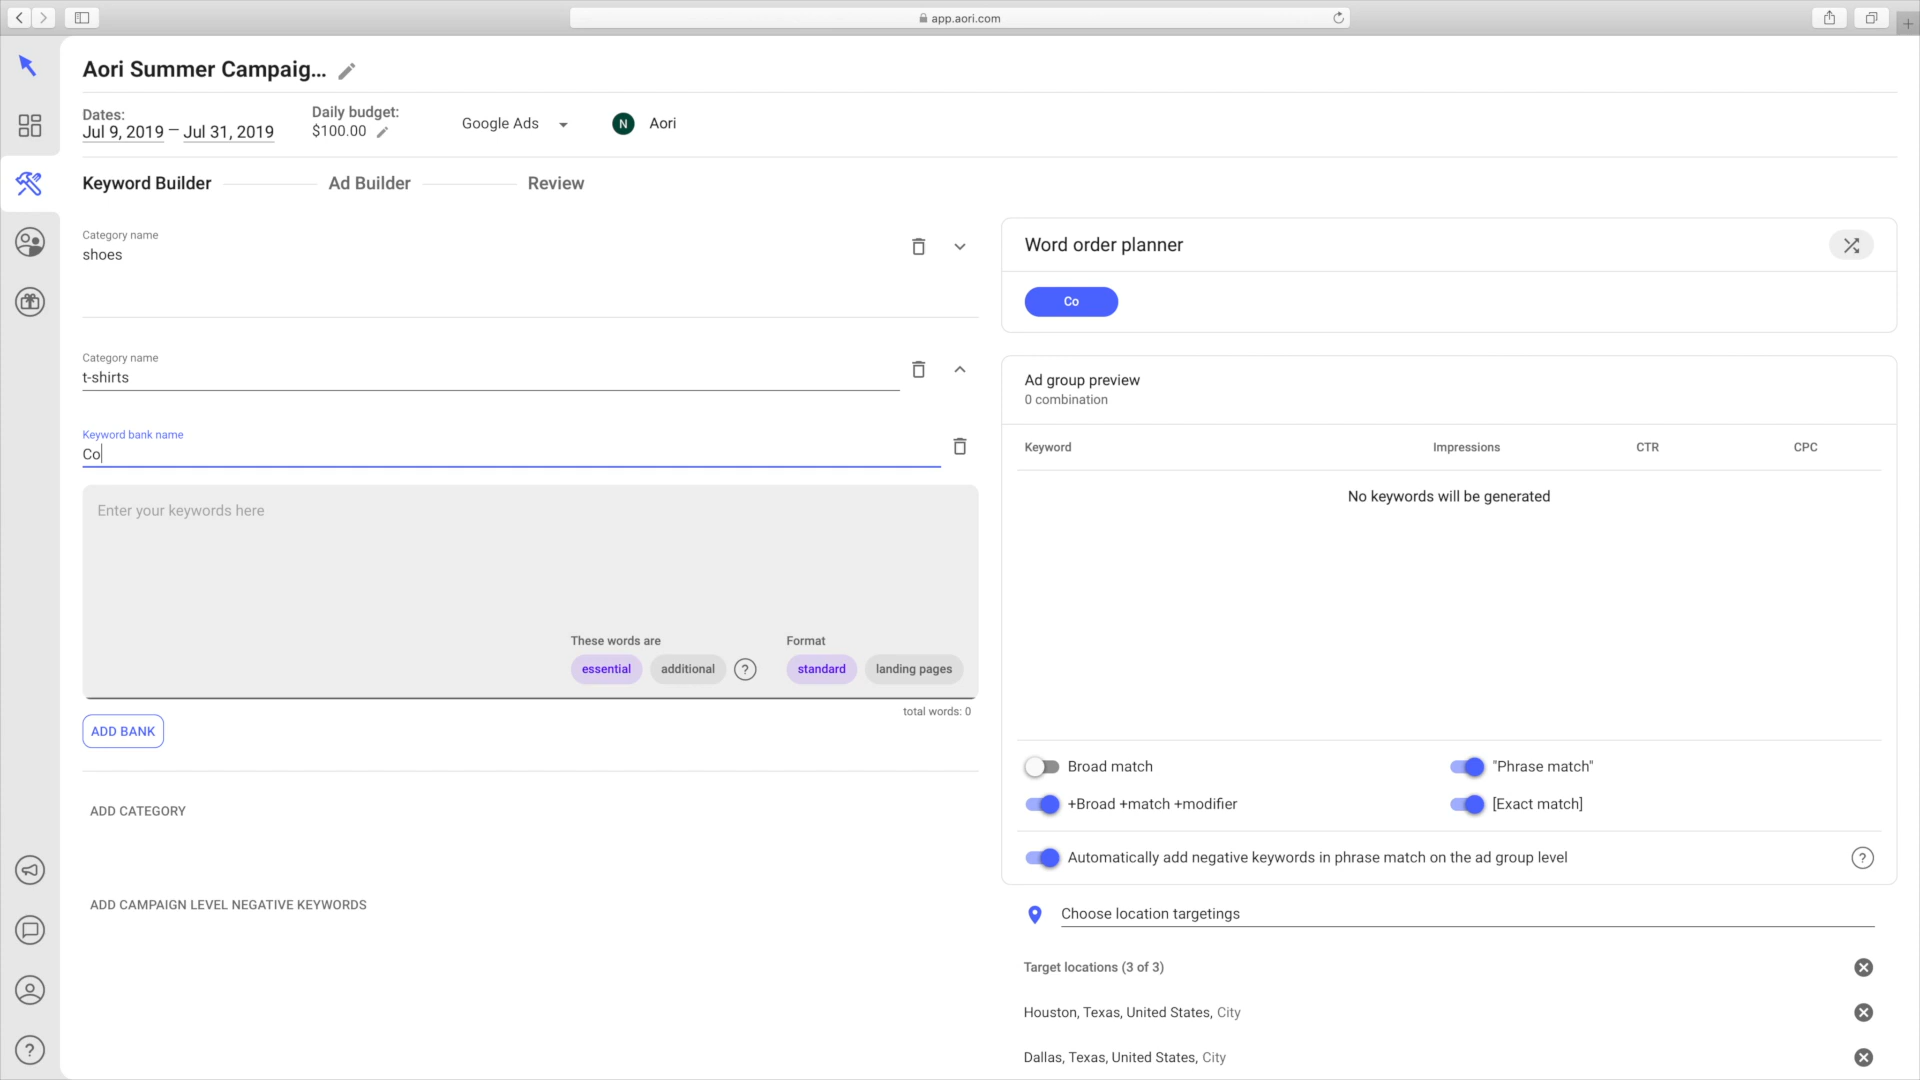 app.aori.com
Aori Summer Campaig...
Dates:
Jul 9, 2019 – Jul 31, 2019
Daily budget:
$100.00
Google Ads
N
Aori
Keyword Builder
Ad Builder
Review
Category name
shoes
Category name
t-shirts
Keyword bank name
Co
Enter your keywords here
These words are
essential
additional
?
Format
standard
landing pages
total words: 0
ADD BANK
ADD CATEGORY
ADD CAMPAIGN LEVEL NEGATIVE KEYWORDS
Word order planner
Co
Ad group preview
0 combination
Keyword Impressions CTR CPC
No keywords will be generated
Broad match
"Phrase match"
+Broad +match +modifier
[Exact match]
Automatically add negative keywords in phrase match on the ad group level
?
Choose location targetings
Target locations (3 of 3)
Houston, Texas, United States, City
Dallas, Texas, United States, City
?